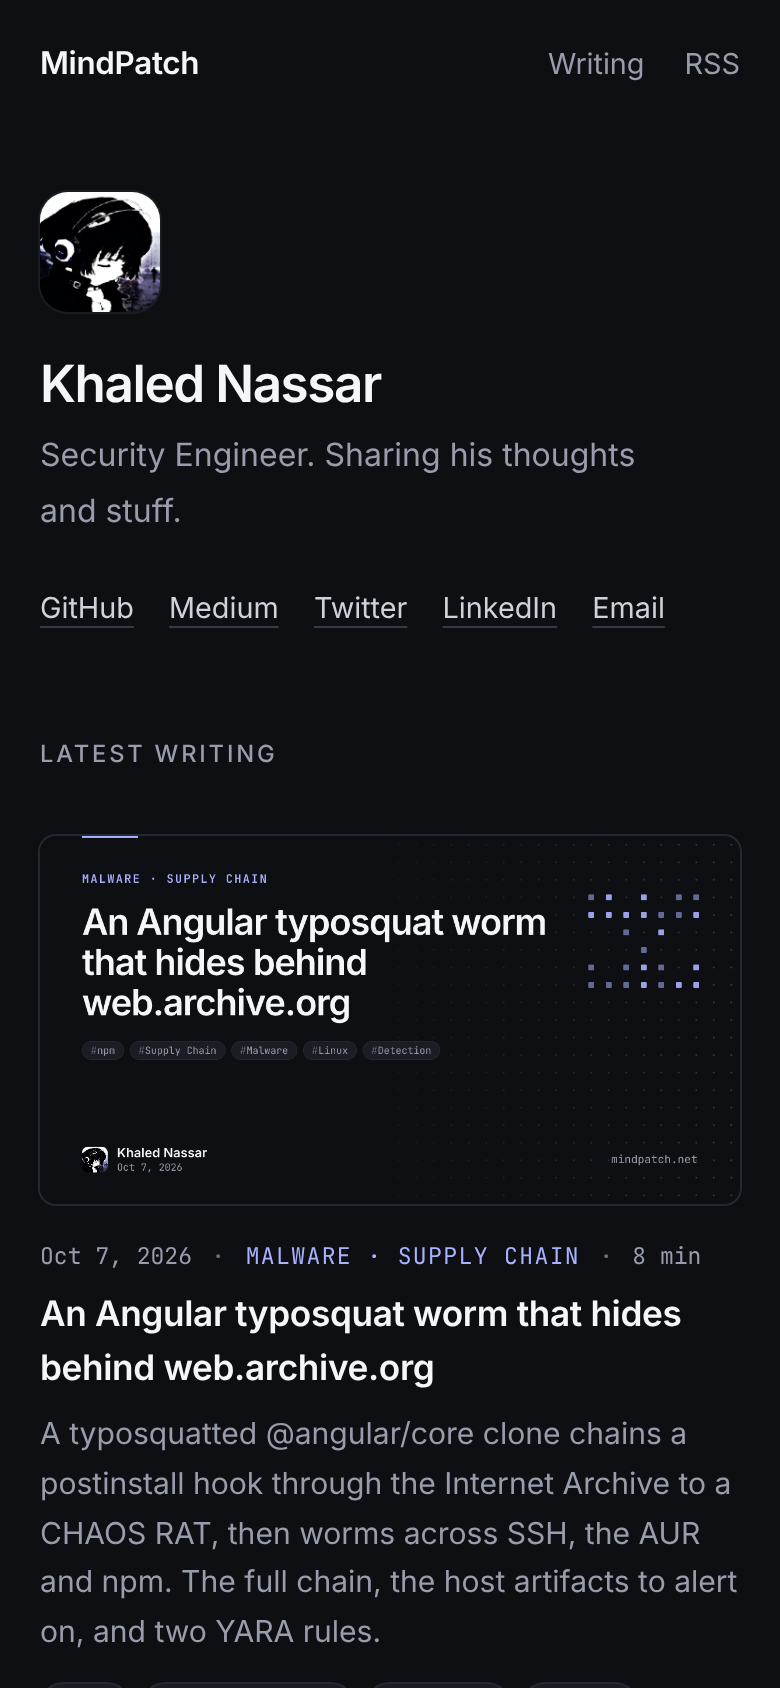 MindPatch
Writing RSS
Khaled Nassar
Security Engineer. Sharing his thoughts
and stuff.
GitHub Medium Twitter LinkedIn Email
LATEST WRITING
MALWARE · SUPPLY CHAIN
An Angular typosquat worm
that hides behind
web.archive.org
#npm #Supply Chain #Malware #Linux #Detection
Khaled Nassar
Oct 7, 2026
mindpatch.net
Oct 7, 2026 · MALWARE · SUPPLY CHAIN · 8 min
An Angular typosquat worm that hides
behind web.archive.org
A typosquatted @angular/core clone chains a
postinstall hook through the Internet Archive to a
CHAOS RAT, then worms across SSH, the AUR
and npm. The full chain, the host artifacts to alert
on, and two YARA rules.